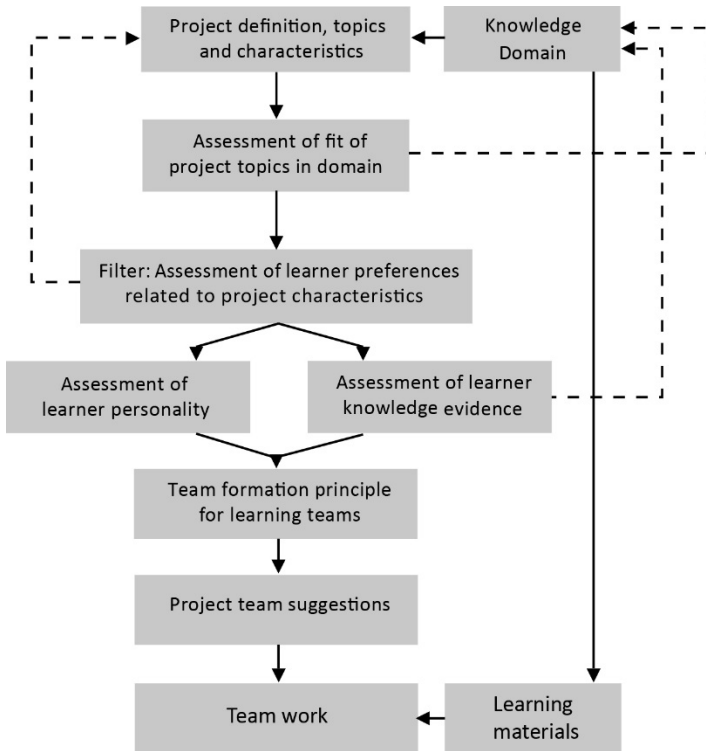 Project definition, topics
and characteristics
Knowledge
Domain
Assessment of fit of
project topics in domain
Filter: Assessment of learner preferences
related to project characteristics
Assessment of
learner personality
Assessment of learner
knowledge evidence
Team formation principle
for learning teams
Project team suggestions
Team work
Learning
materials